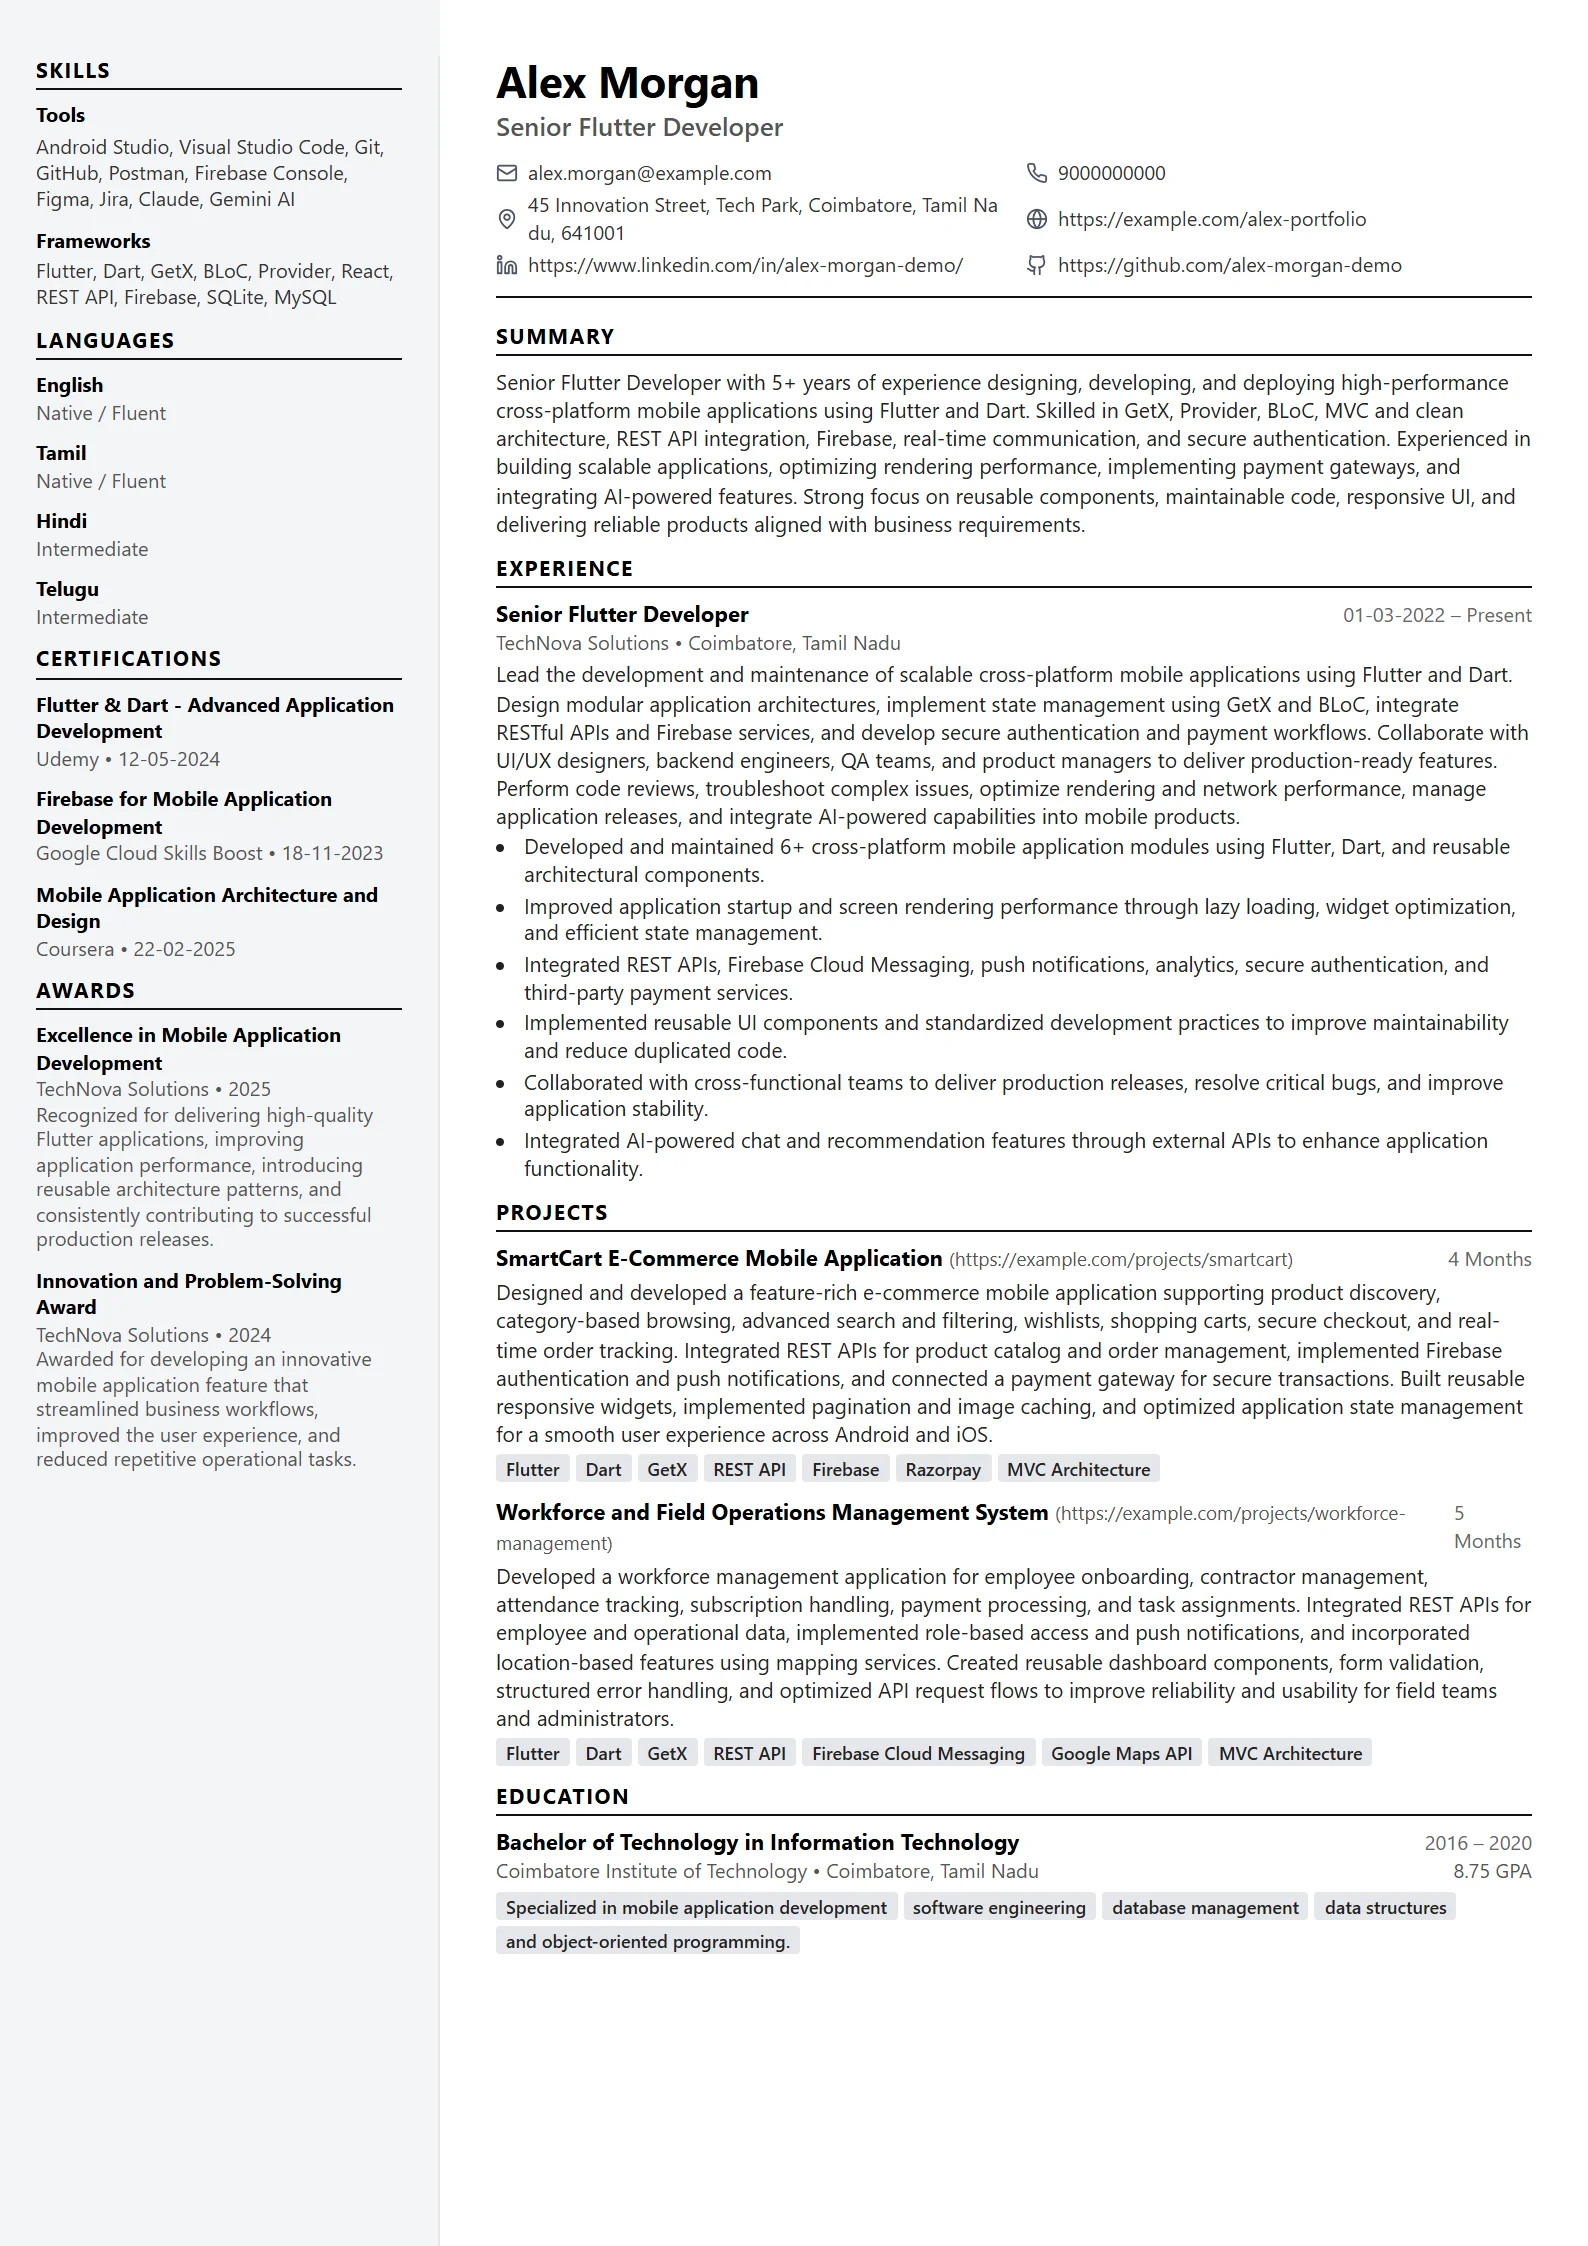 SKILLS
Tools
Android Studio, Visual Studio Code, Git,
GitHub, Postman, Firebase Console,
Figma, Jira, Claude, Gemini AI
Frameworks
Flutter, Dart, GetX, BLoC, Provider, React,
REST API, Firebase, SQLite, MySQL
LANGUAGES
English
Native / Fluent
Tamil
Native / Fluent
Hindi
Intermediate
Telugu
Intermediate
CERTIFICATIONS
Flutter & Dart - Advanced Application
Development
Udemy • 12-05-2024
Firebase for Mobile Application
Development
Google Cloud Skills Boost • 18-11-2023
Mobile Application Architecture and
Design
Coursera • 22-02-2025
AWARDS
Excellence in Mobile Application
Development
TechNova Solutions • 2025
Recognized for delivering high-quality
Flutter applications, improving
application performance, introducing
reusable architecture patterns, and
consistently contributing to successful
production releases.
Innovation and Problem-Solving
Award
TechNova Solutions • 2024
Awarded for developing an innovative
mobile application feature that
streamlined business workflows,
improved the user experience, and
reduced repetitive operational tasks.
Alex Morgan
Senior Flutter Developer
alex.morgan@example.com
9000000000
45 Innovation Street, Tech Park, Coimbatore, Tamil Na
du, 641001
https://example.com/alex-portfolio
https://www.linkedin.com/in/alex-morgan-demo/
https://github.com/alex-morgan-demo
SUMMARY
Senior Flutter Developer with 5+ years of experience designing, developing, and deploying high-performance
cross-platform mobile applications using Flutter and Dart. Skilled in GetX, Provider, BLoC, MVC and clean
architecture, REST API integration, Firebase, real-time communication, and secure authentication. Experienced in
building scalable applications, optimizing rendering performance, implementing payment gateways, and
integrating AI-powered features. Strong focus on reusable components, maintainable code, responsive UI, and
delivering reliable products aligned with business requirements.
EXPERIENCE
Senior Flutter Developer 01-03-2022 – Present
TechNova Solutions • Coimbatore, Tamil Nadu
Lead the development and maintenance of scalable cross-platform mobile applications using Flutter and Dart.
Design modular application architectures, implement state management using GetX and BLoC, integrate
RESTful APIs and Firebase services, and develop secure authentication and payment workflows. Collaborate with
UI/UX designers, backend engineers, QA teams, and product managers to deliver production-ready features.
Perform code reviews, troubleshoot complex issues, optimize rendering and network performance, manage
application releases, and integrate AI-powered capabilities into mobile products.
• Developed and maintained 6+ cross-platform mobile application modules using Flutter, Dart, and reusable
architectural components.
• Improved application startup and screen rendering performance through lazy loading, widget optimization,
and efficient state management.
• Integrated REST APIs, Firebase Cloud Messaging, push notifications, analytics, secure authentication, and
third-party payment services.
• Implemented reusable UI components and standardized development practices to improve maintainability
and reduce duplicated code.
• Collaborated with cross-functional teams to deliver production releases, resolve critical bugs, and improve
application stability.
• Integrated AI-powered chat and recommendation features through external APIs to enhance application
functionality.
PROJECTS
SmartCart E-Commerce Mobile Application (https://example.com/projects/smartcart) 4 Months
Designed and developed a feature-rich e-commerce mobile application supporting product discovery,
category-based browsing, advanced search and filtering, wishlists, shopping carts, secure checkout, and real-
time order tracking. Integrated REST APIs for product catalog and order management, implemented Firebase
authentication and push notifications, and connected a payment gateway for secure transactions. Built reusable
responsive widgets, implemented pagination and image caching, and optimized application state management
for a smooth user experience across Android and iOS.
Flutter Dart GetX REST API Firebase Razorpay MVC Architecture
Workforce and Field Operations Management System (https://example.com/projects/workforce- 5
management) Months
Developed a workforce management application for employee onboarding, contractor management,
attendance tracking, subscription handling, payment processing, and task assignments. Integrated REST APIs for
employee and operational data, implemented role-based access and push notifications, and incorporated
location-based features using mapping services. Created reusable dashboard components, form validation,
structured error handling, and optimized API request flows to improve reliability and usability for field teams
and administrators.
Flutter Dart GetX REST API Firebase Cloud Messaging Google Maps API MVC Architecture
EDUCATION
Bachelor of Technology in Information Technology 2016 – 2020
Coimbatore Institute of Technology • Coimbatore, Tamil Nadu 8.75 GPA
Specialized in mobile application development software engineering database management data structures
and object-oriented programming.